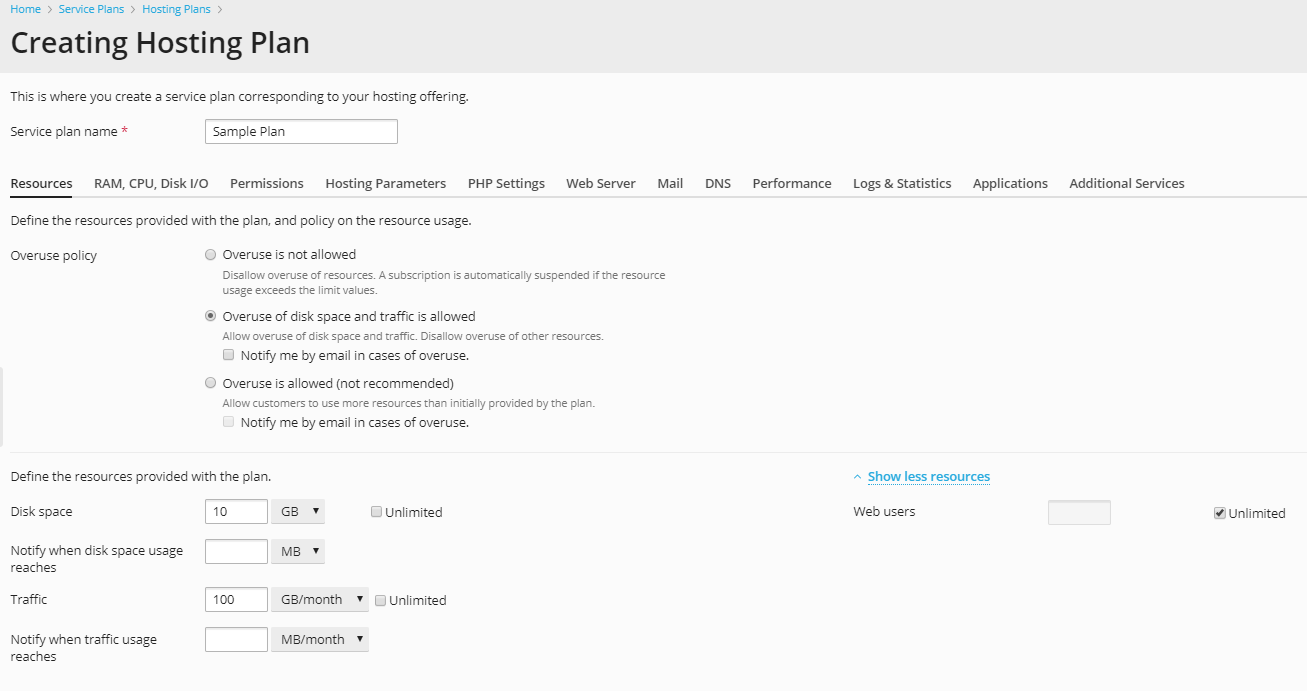 Home > Service Plans > Hosting Plans >
Creating Hosting Plan
This is where you create a service plan corresponding to your hosting offering.
Service plan name * Sample Plan
Resources RAM, CPU, Disk I/O Permissions Hosting Parameters PHP Settings Web Server Mail DNS Performance Logs & Statistics Applications Additional Services
Define the resources provided with the plan, and policy on the resource usage.
Overuse policy Overuse is not allowed
Disallow overuse of resources. A subscription is automatically suspended if the resource
usage exceeds the limit values.
Overuse of disk space and traffic is allowed
Allow overuse of disk space and traffic. Disallow overuse of other resources.
Notify me by email in cases of overuse.
Overuse is allowed (not recommended)
Allow customers to use more resources than initially provided by the plan.
Notify me by email in cases of overuse.
Define the resources provided with the plan. Show less resources
Disk space 10 GB Unlimited Web users Unlimited
Notify when disk space usage
reaches MB
Traffic 100 GB/month Unlimited
Notify when traffic usage
reaches MB/month